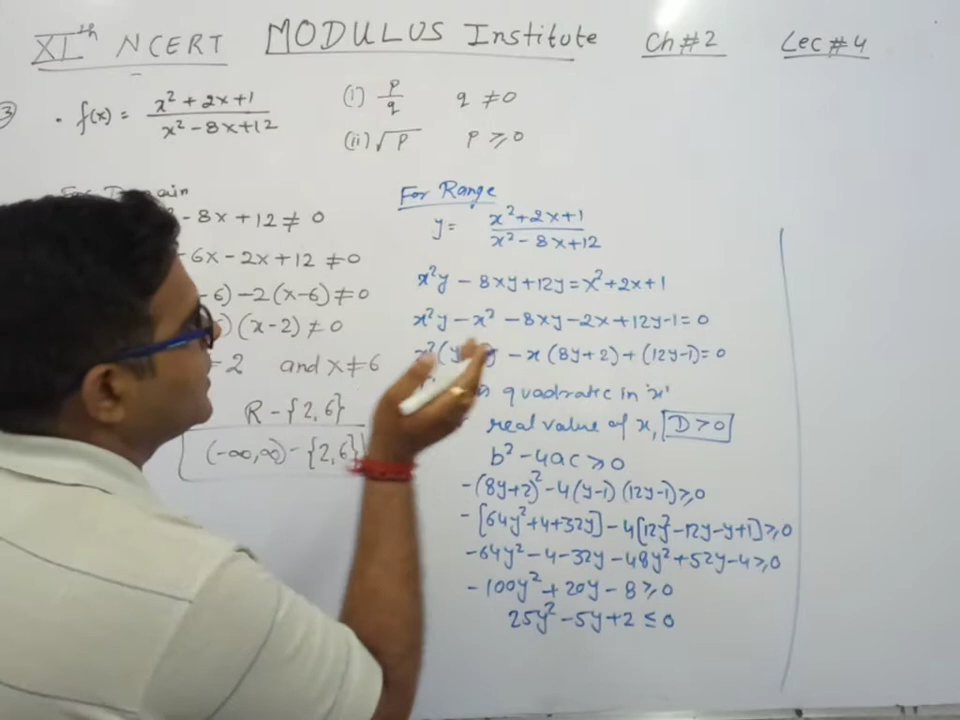 XIth NCERT MODULUS Institute Ch#2 Lec#4
3 . f(x) = x² + 2x + 1 / x² - 8x + 12
(i) p/q q ≠ 0
(ii) √p p ≥ 0
- 8x + 12 ≠ 0
- 6x - 2x + 12 ≠ 0
- 6) - 2(x - 6) ≠ 0
) (x - 2) ≠ 0
2 and x ≠ 6
R - {2, 6}
(-∞, ∞) - {2, 6}
For Range
y = x² + 2x + 1 / x² - 8x + 12
x²y - 8xy + 12y = x² + 2x + 1
x²y - x² - 8xy - 2x + 12y - 1 = 0
x²(y - x(8y + 2) + (12y - 1) = 0
quadratic in 'x'
real value of x, D ≥ 0
b² - 4ac ≥ 0
-(8y + 2)² - 4(y - 1)(12y - 1) ≥ 0
-[64y² + 4 + 32y] - 4[12y² - 12y - y + 1] ≥ 0
-64y² - 4 - 32y - 48y² + 52y - 4 ≥ 0
-100y² + 20y - 8 ≥ 0
25y² - 5y + 2 ≤ 0